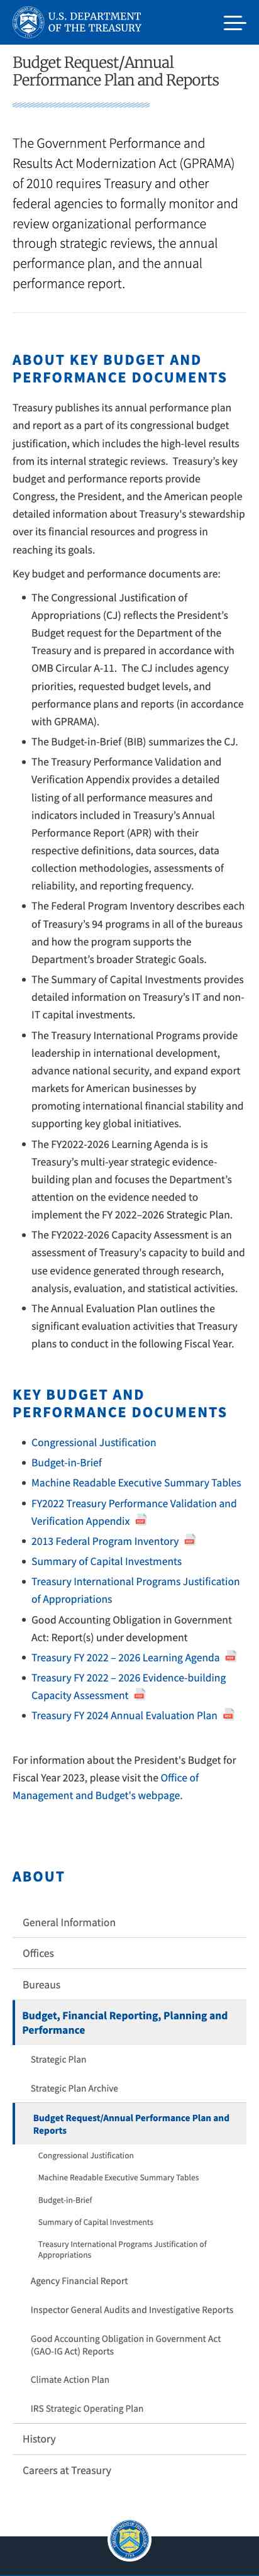 U.S. DEPARTMENT
OF THE TREASURY
Budget Request/Annual
Performance Plan and Reports
The Government Performance and
Results Act Modernization Act (GPRAMA)
of 2010 requires Treasury and other
federal agencies to formally monitor and
review organizational performance
through strategic reviews, the annual
performance plan, and the annual
performance report.
ABOUT KEY BUDGET AND
PERFORMANCE DOCUMENTS
Treasury publishes its annual performance plan
and report as a part of its congressional budget
justification, which includes the high-level results
from its internal strategic reviews. Treasury's key
budget and performance reports provide
Congress, the President, and the American people
detailed information about Treasury's stewardship
over its financial resources and progress in
reaching its goals.
Key budget and performance documents are:
• The Congressional Justification of
Appropriations (CJ) reflects the President's
Budget request for the Department of the
Treasury and is prepared in accordance with
OMB Circular A-11. The CJ includes agency
priorities, requested budget levels, and
performance plans and reports (in accordance
with GPRAMA).
• The Budget-in-Brief (BIB) summarizes the CJ.
• The Treasury Performance Validation and
Verification Appendix provides a detailed
listing of all performance measures and
indicators included in Treasury's Annual
Performance Report (APR) with their
respective definitions, data sources, data
collection methodologies, assessments of
reliability, and reporting frequency.
• The Federal Program Inventory describes each
of Treasury's 94 programs in all of the bureaus
and how the program supports the
Department's broader Strategic Goals.
• The Summary of Capital Investments provides
detailed information on Treasury's IT and non-
IT capital investments.
• The Treasury International Programs provide
leadership in international development,
advance national security, and expand export
markets for American businesses by
promoting international financial stability and
supporting key global initiatives.
• The FY2022-2026 Learning Agenda is is
Treasury's multi-year strategic evidence-
building plan and focuses the Department's
attention on the evidence needed to
implement the FY 2022–2026 Strategic Plan.
• The FY2022-2026 Capacity Assessment is an
assessment of Treasury's capacity to build and
use evidence generated through research,
analysis, evaluation, and statistical activities.
• The Annual Evaluation Plan outlines the
significant evaluation activities that Treasury
plans to conduct in the following Fiscal Year.
KEY BUDGET AND
PERFORMANCE DOCUMENTS
• Congressional Justification
• Budget-in-Brief
• Machine Readable Executive Summary Tables
• FY2022 Treasury Performance Validation and
Verification Appendix
• 2013 Federal Program Inventory
• Summary of Capital Investments
• Treasury International Programs Justification
of Appropriations
• Good Accounting Obligation in Government
Act: Report(s) under development
• Treasury FY 2022 – 2026 Learning Agenda
• Treasury FY 2022 – 2026 Evidence-building
Capacity Assessment
• Treasury FY 2024 Annual Evaluation Plan
For information about the President's Budget for
Fiscal Year 2023, please visit the Office of
Management and Budget's webpage.
ABOUT
General Information
Offices
Bureaus
Budget, Financial Reporting, Planning and
Performance
Strategic Plan
Strategic Plan Archive
Budget Request/Annual Performance Plan and
Reports
Congressional Justification
Machine Readable Executive Summary Tables
Budget-in-Brief
Summary of Capital Investments
Treasury International Programs Justification of
Appropriations
Agency Financial Report
Inspector General Audits and Investigative Reports
Good Accounting Obligation in Government Act
(GAO-IG Act) Reports
Climate Action Plan
IRS Strategic Operating Plan
History
Careers at Treasury